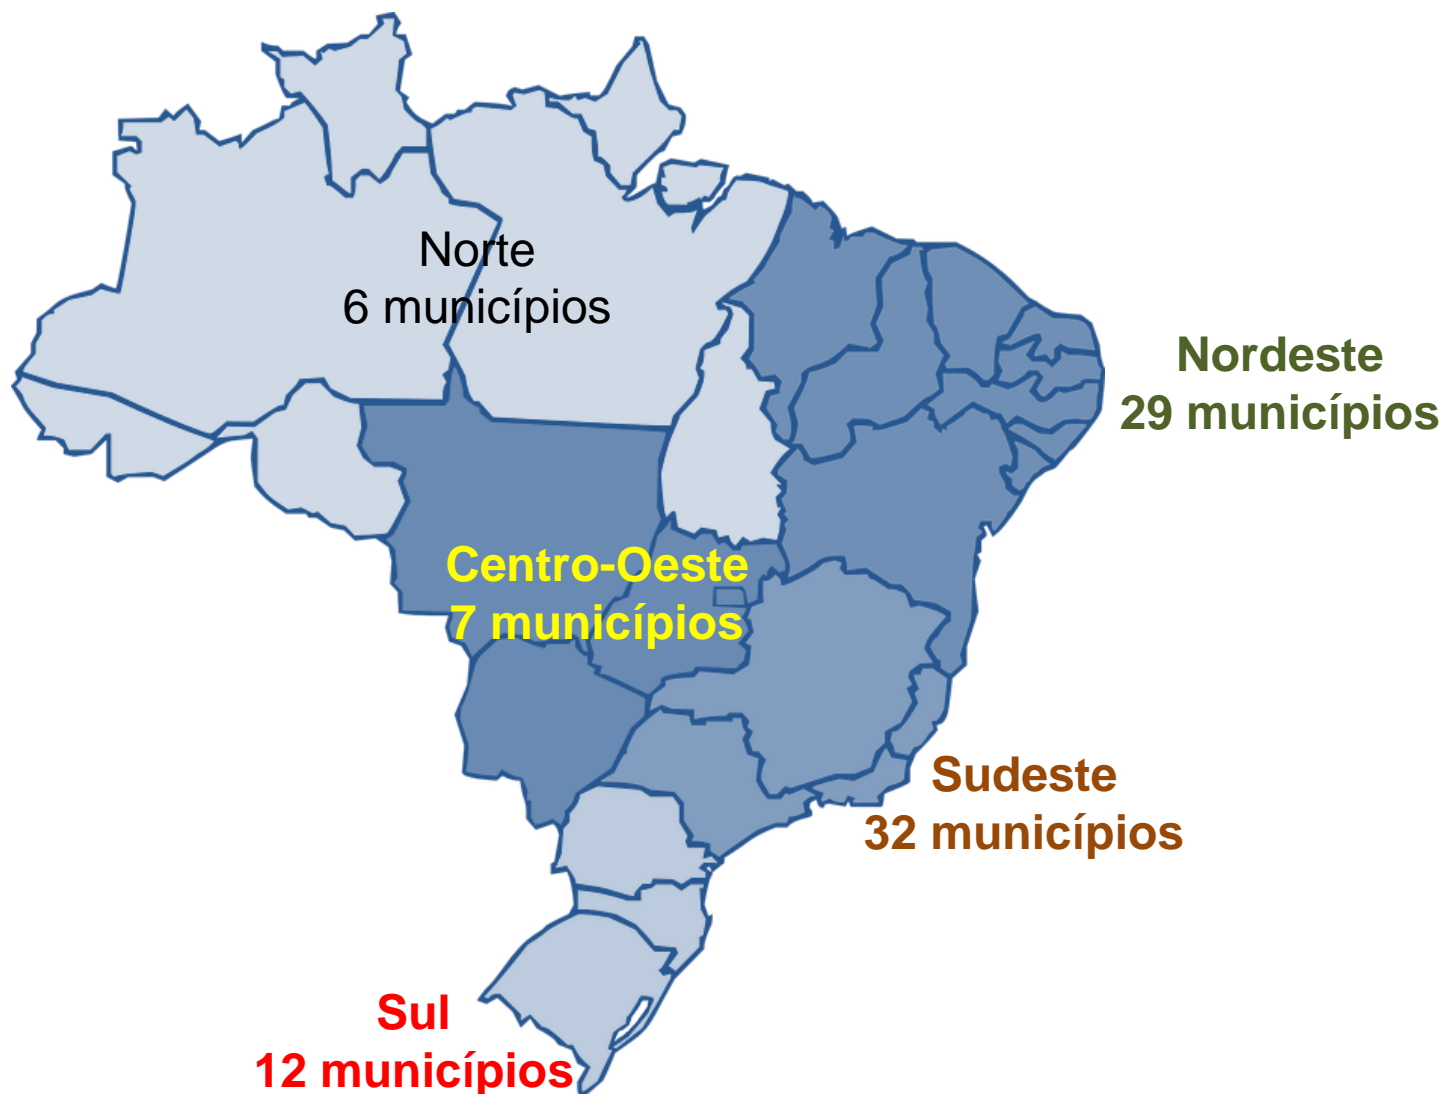 Norte
6 municípios
Nordeste
29 municípios
Centro-Oeste
7 municípios
Sudeste
32 municípios
Sul
12 municípios